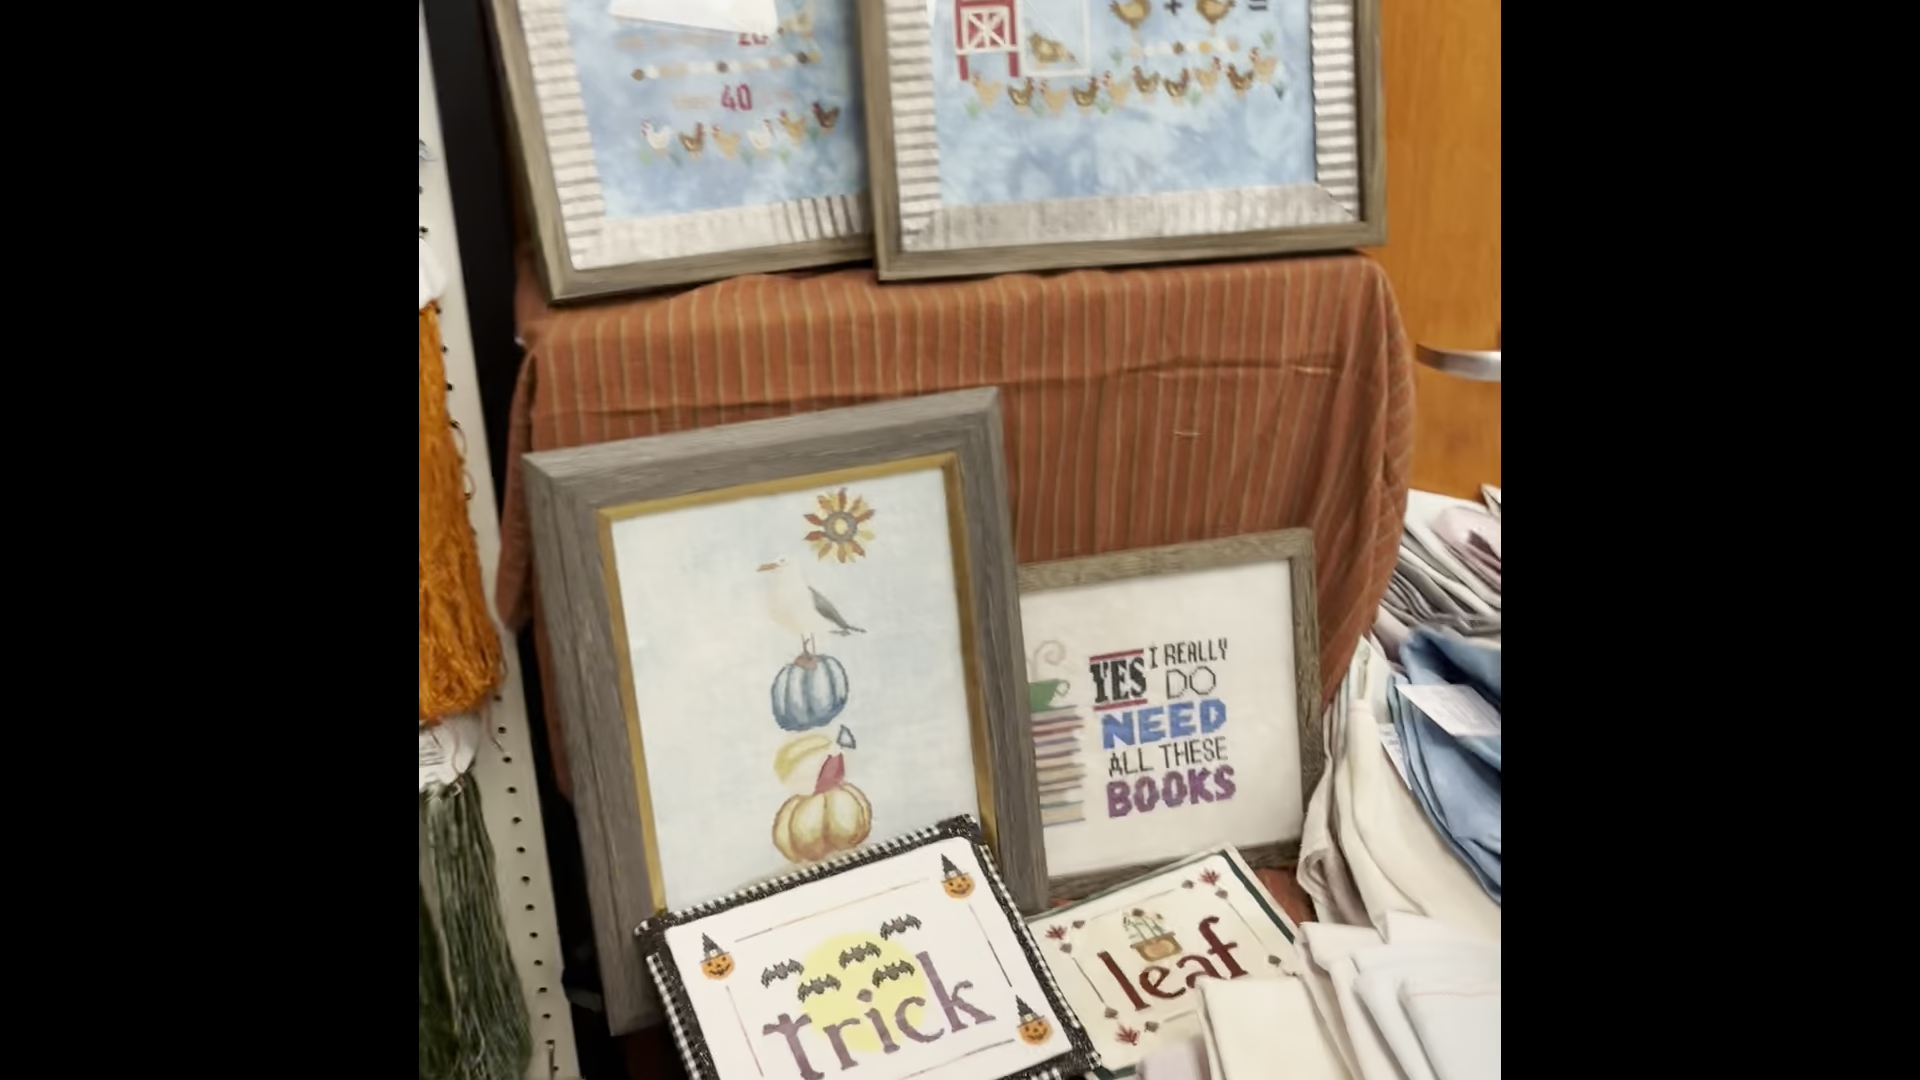 20
40
+ =
YES I REALLY
DO
NEED
ALL THESE
BOOKS
leaf
trick